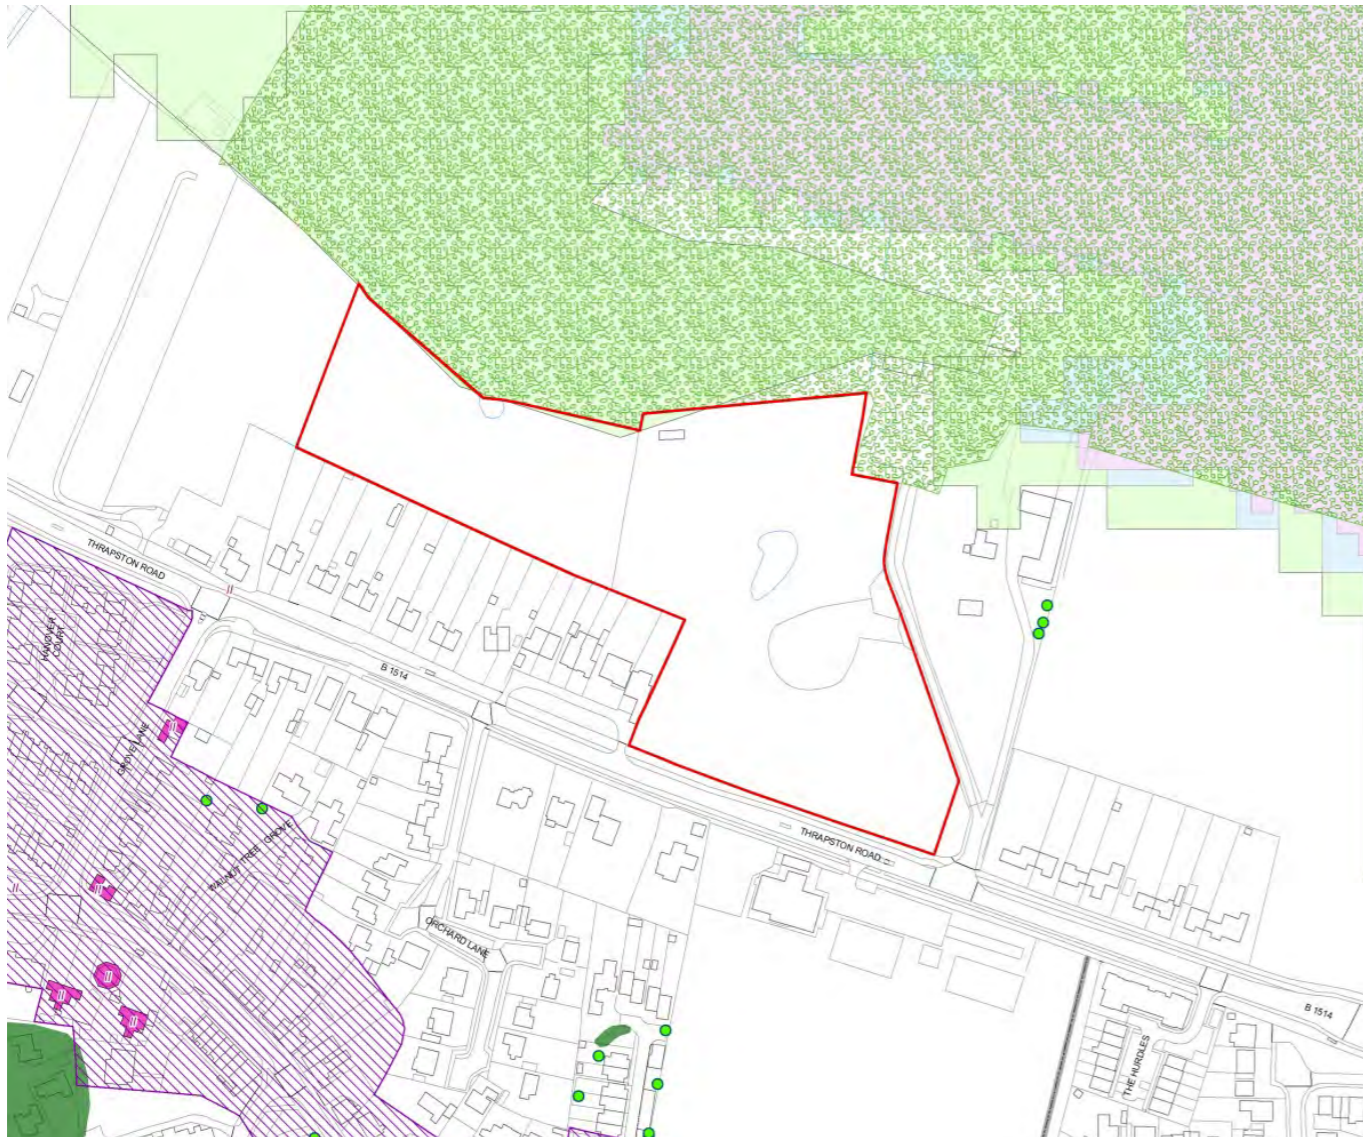 THRAPSTON ROAD
HANOVER
COURT
B 1514
GROVE LANE
THRAPSTON ROAD
WALNUT TREE GROVE
ORCHARD LANE
B 1514
THE HURDLES